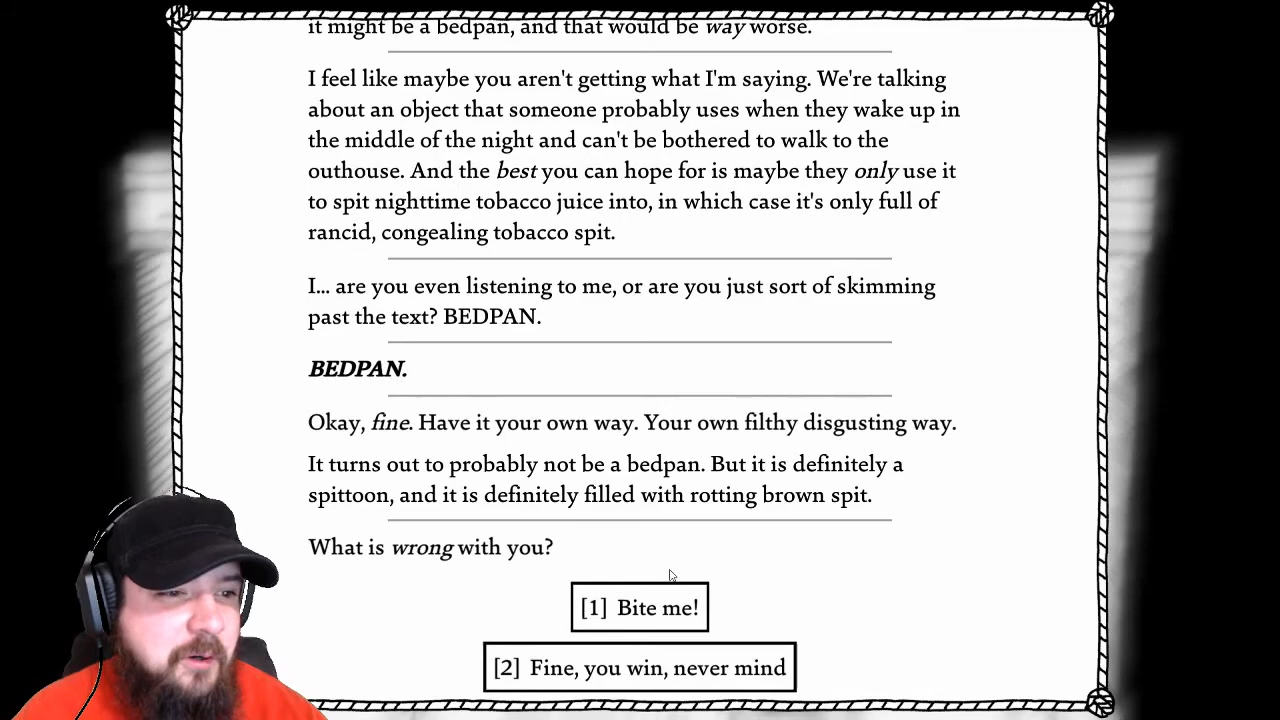 it might be a bedpan, and that would be way worse.
I feel like maybe you aren't getting what I'm saying. We're talking
about an object that someone probably uses when they wake up in
the middle of the night and can't be bothered to walk to the
outhouse. And the best you can hope for is maybe they only use it
to spit nighttime tobacco juice into, in which case it's only full of
rancid, congealing tobacco spit.
I... are you even listening to me, or are you just sort of skimming
past the text? BEDPAN.
BEDPAN.
Okay, fine. Have it your own way. Your own filthy disgusting way.
It turns out to probably not be a bedpan. But it is definitely a
spittoon, and it is definitely filled with rotting brown spit.
What is wrong with you?
[1] Bite me!
[2] Fine, you win, never mind